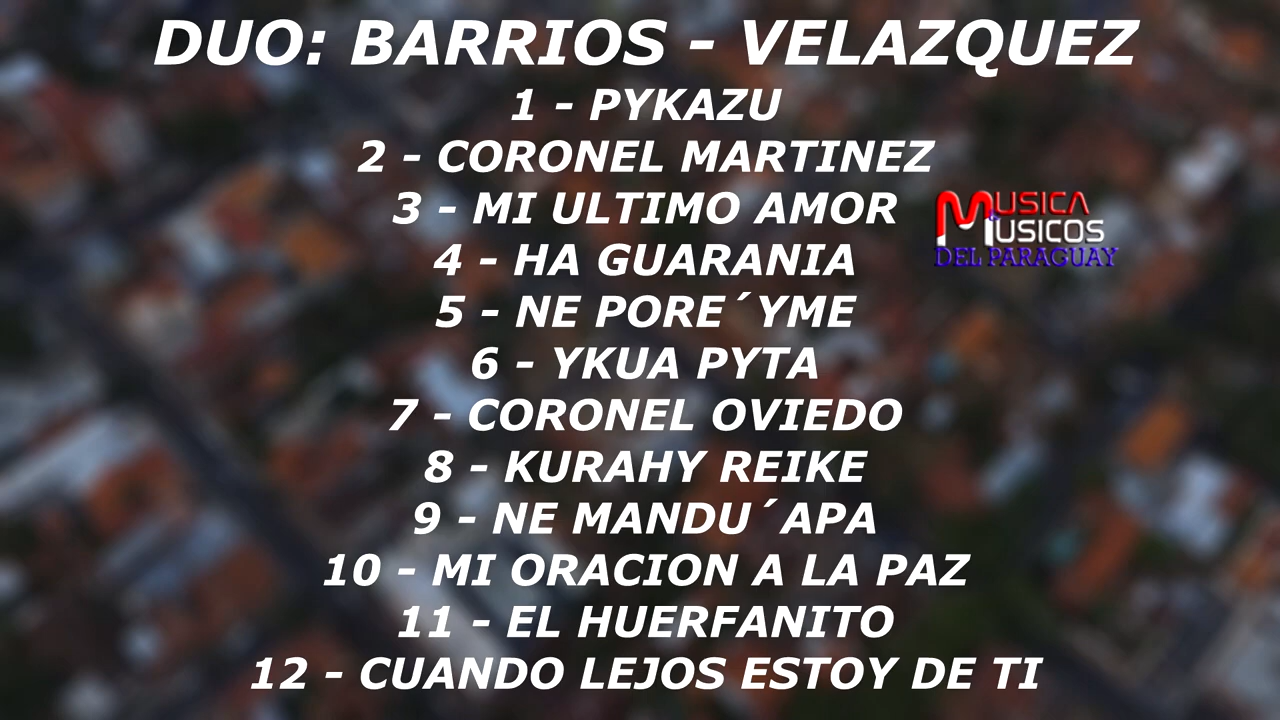 DUO: BARRIOS - VELAZQUEZ
1 - PYKAZU
2 - CORONEL MARTINEZ
3 - MI ULTIMO AMOR
4 - HA GUARANIA
5 - NE PORE´YME
6 - YKUA PYTA
7 - CORONEL OVIEDO
8 - KURAHY REIKE
9 - NE MANDU´APA
10 - MI ORACION A LA PAZ
11 - EL HUERFANITO
12 - CUANDO LEJOS ESTOY DE TI
MUSICA
MUSICOS
DEL PARAGUAY